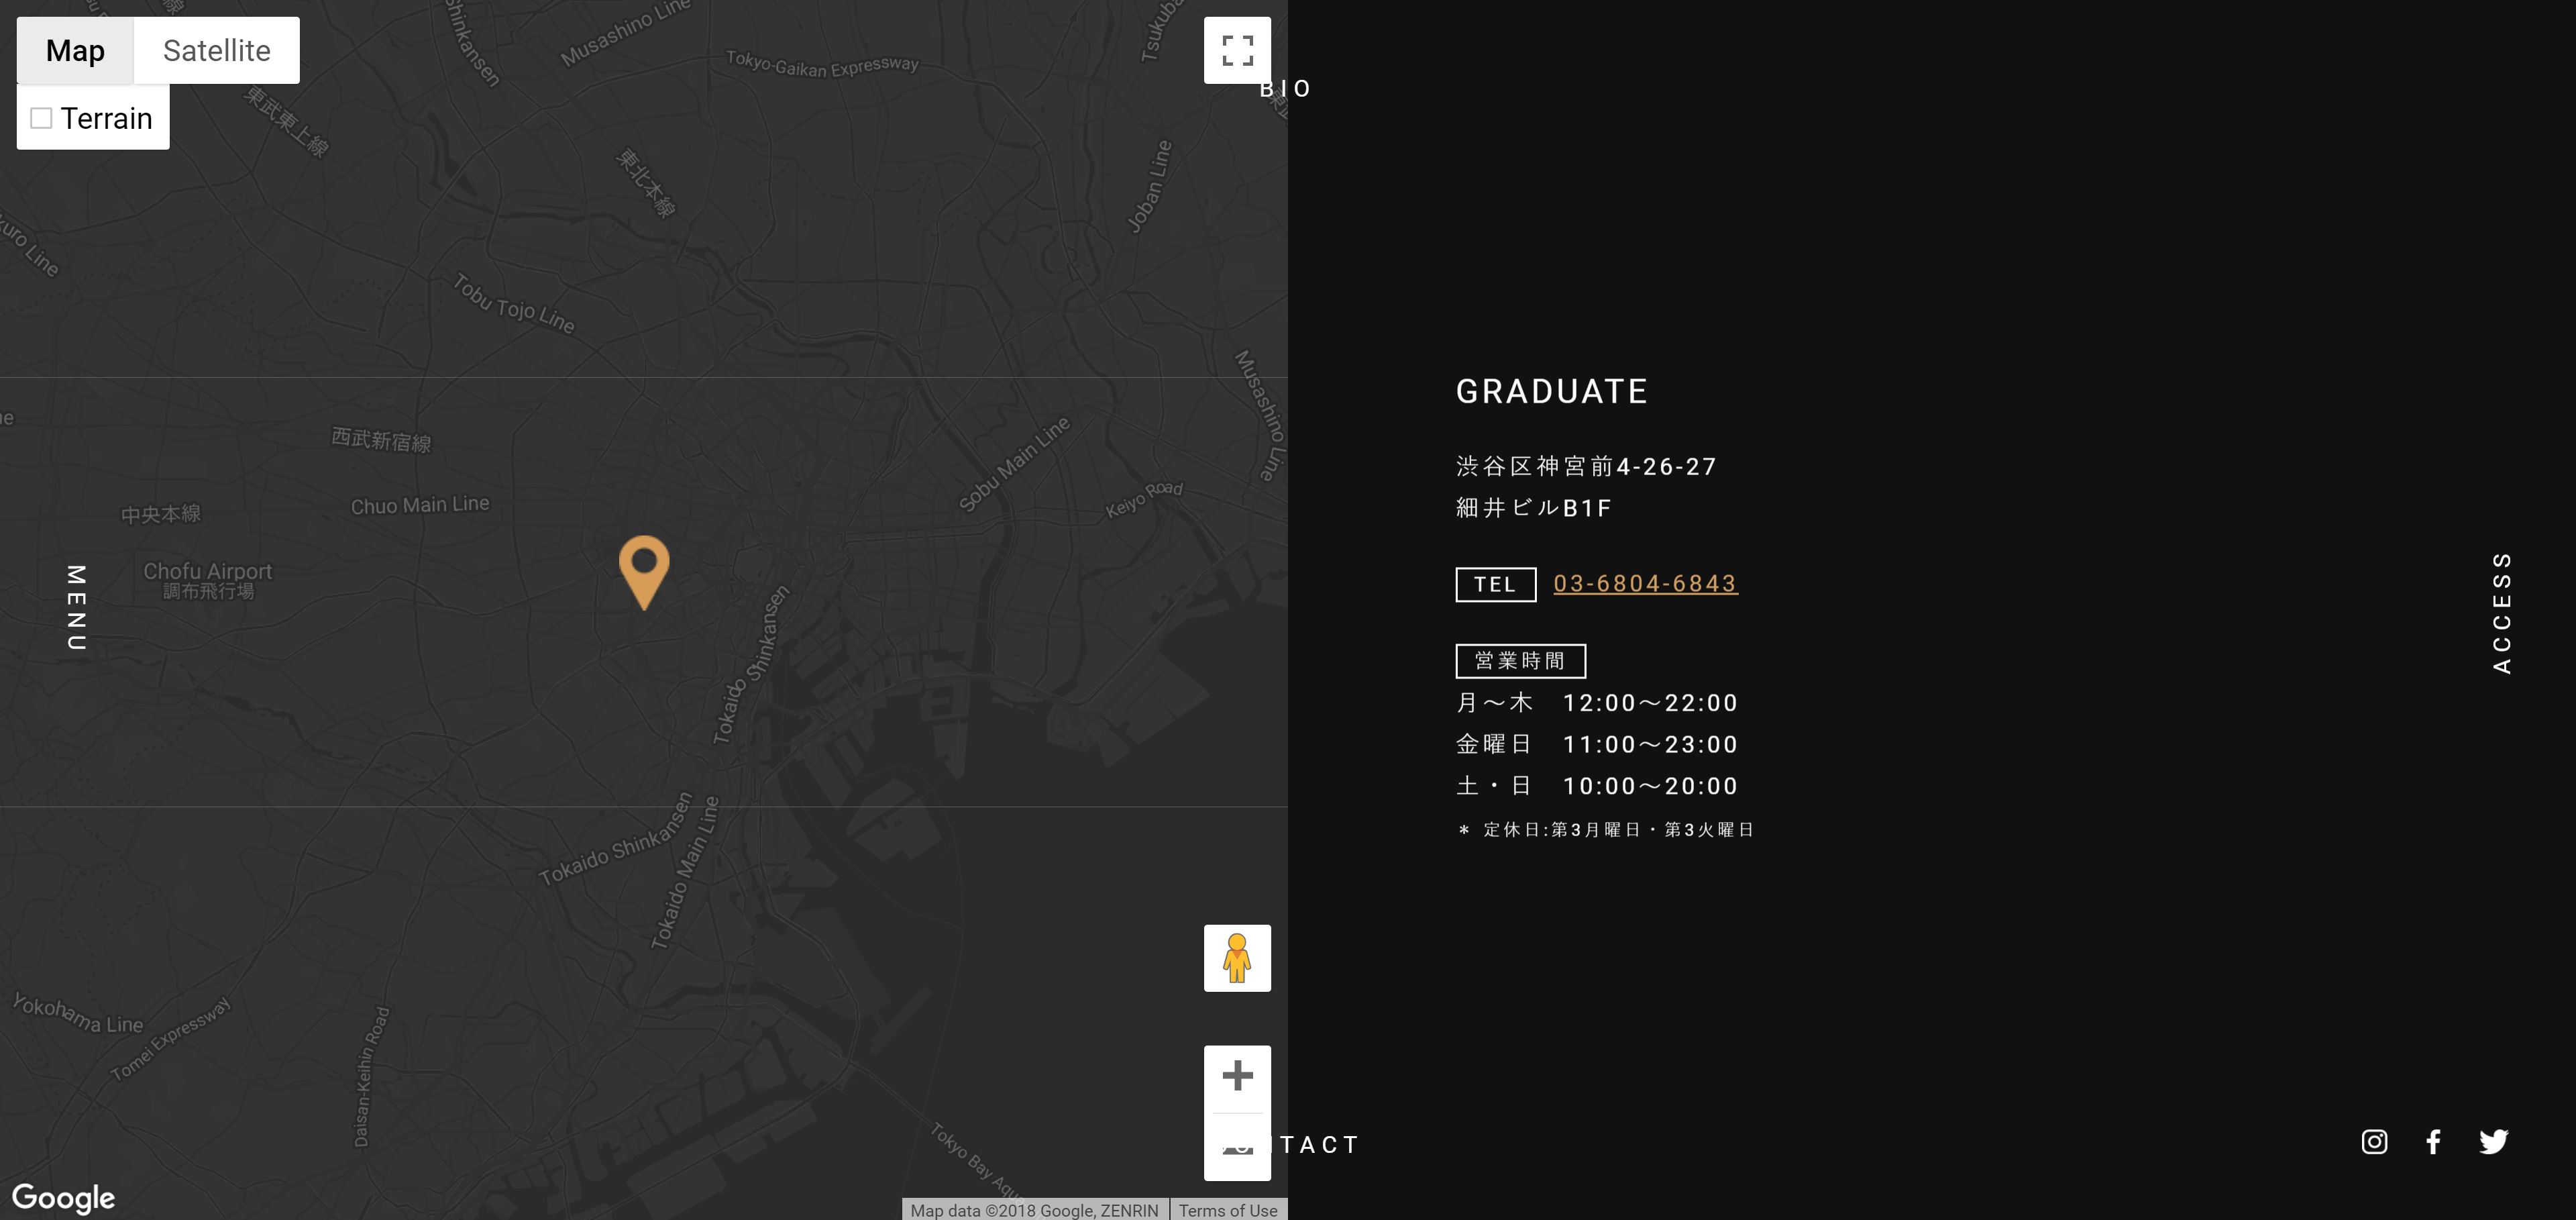 Map
Satellite
Terrain
Shinkansen
Musashino Line
Tokyo-Gaikan Expressway
東武東上線
東北本線
Joban Line
Tobu Tojo Line
Musashino Line
西武新宿線
Sobu Main Line
Keiyo Road
中央本線
Chuo Main Line
Chofu Airport
調布飛行場
Tokaido Shinkansen
Tokaido Shinkansen
Tokaido Main Line
Yokohama Line
Tomei Expressway
Daisan-Keihin Road
Tokyo Bay Aqua
Google
Map data ©2018 Google, ZENRIN
Terms of Use
MENU
BIO
GRADUATE
渋谷区神宮前4-26-27
細井ビルB1F
TEL 03-6804-6843
営業時間
月〜木 12:00〜22:00
金曜日 11:00〜23:00
土・日 10:00〜20:00
* 定休日:第3月曜日・第3火曜日
ACCESS
TACT